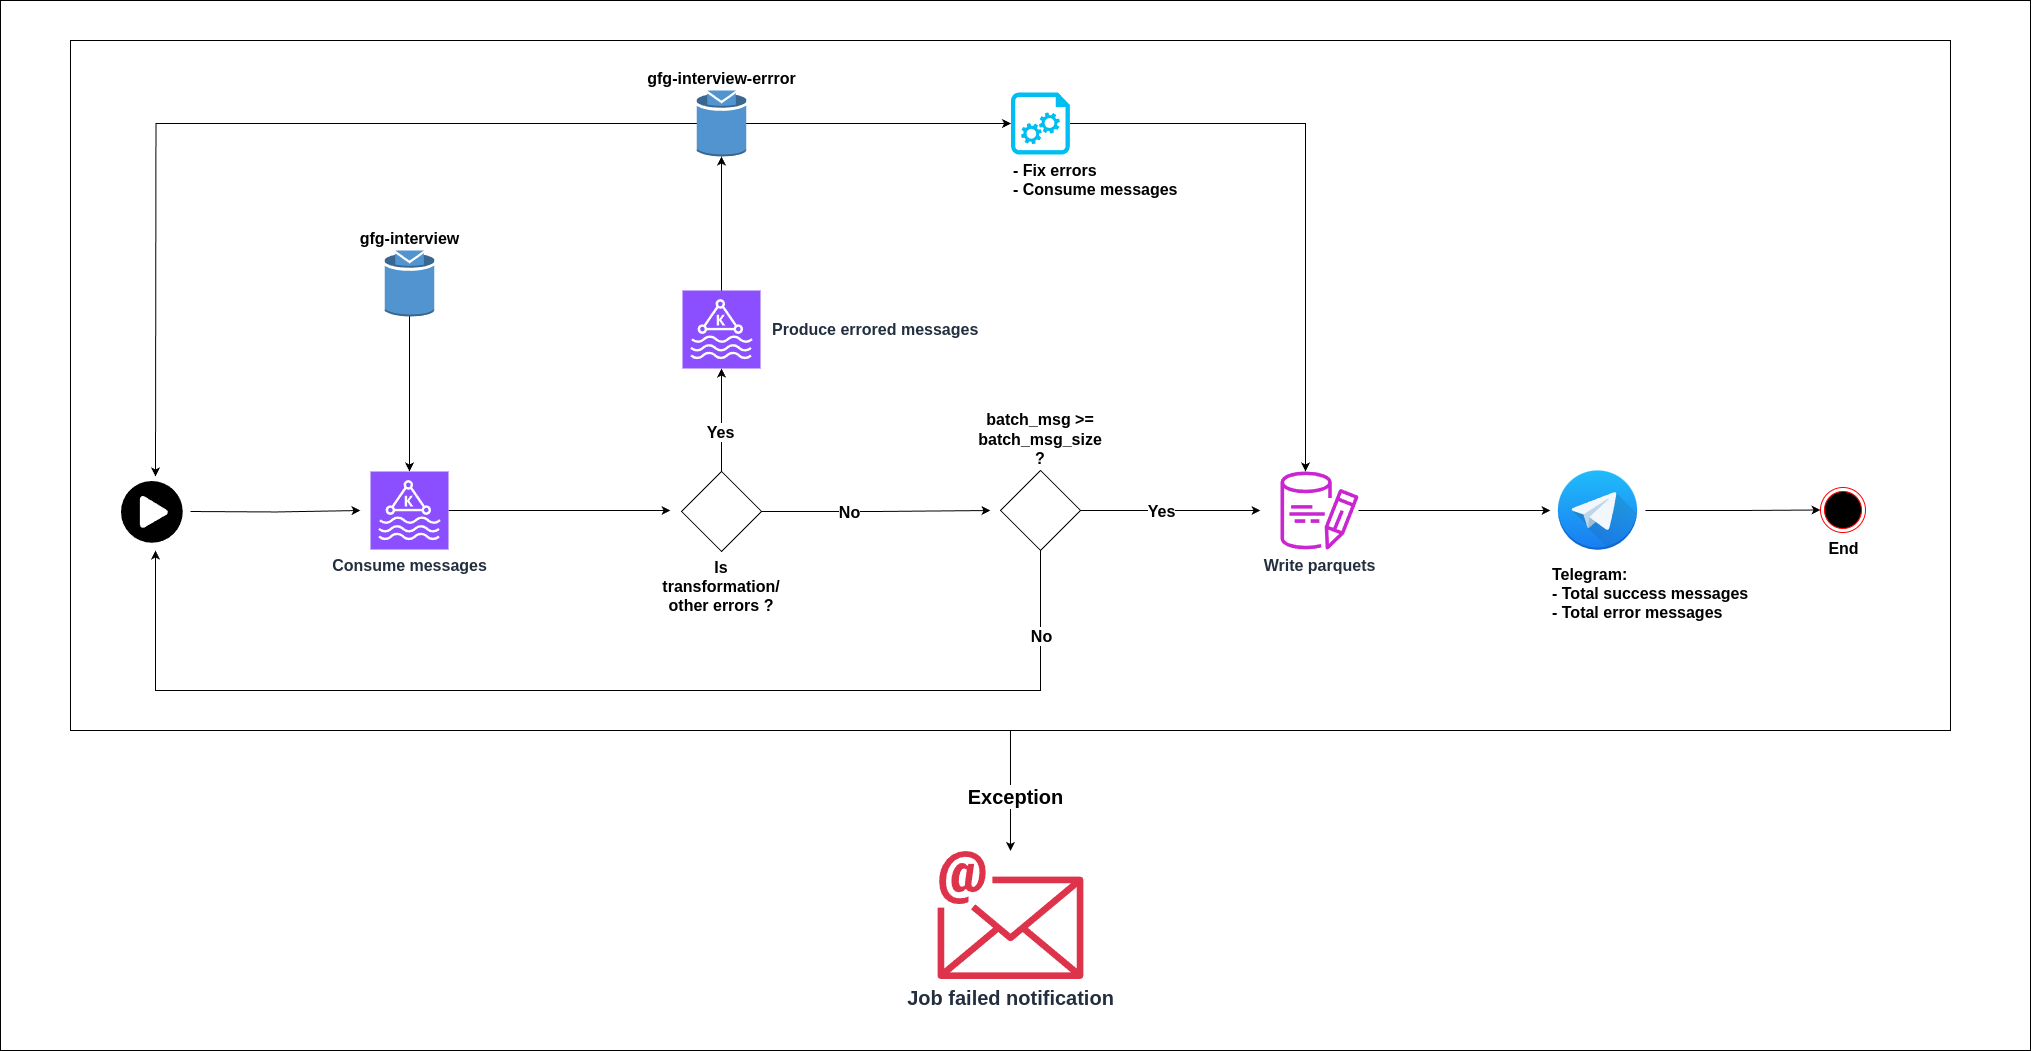 gfg-interview-errror
- Fix errors
- Consume messages
gfg-interview
K
Produce errored messages
Yes
batch_msg >=
batch_msg_size
?
K
Consume messages
No
Yes
Is
transformation/
other errors ?
Write parquets
Telegram:
- Total success messages
- Total error messages
End
No
Exception
@
Job failed notification